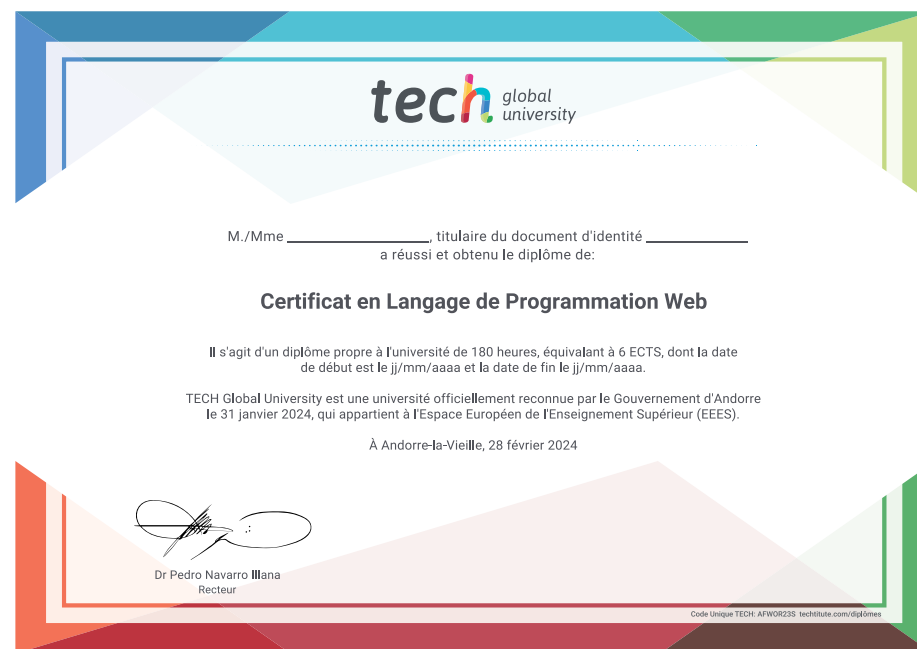 tech global
university
M./Mme ____________, titulaire du document d'identité ____________
a réussi et obtenu le diplôme de:
Certificat en Langage de Programmation Web
Il s'agit d'un diplôme propre à l'université de 180 heures, équivalant à 6 ECTS, dont la date
de début est le jj/mm/aaaa et la date de fin le jj/mm/aaaa.
TECH Global University est une université officiellement reconnue par le Gouvernement d'Andorre
le 31 janvier 2024, qui appartient à l'Espace Européen de l'Enseignement Supérieur (EEES).
À Andorre-la-Vieille, 28 février 2024
Dr Pedro Navarro Illana
Recteur
Code Unique TECH: AFWOR23S techtitute.com/diplômes